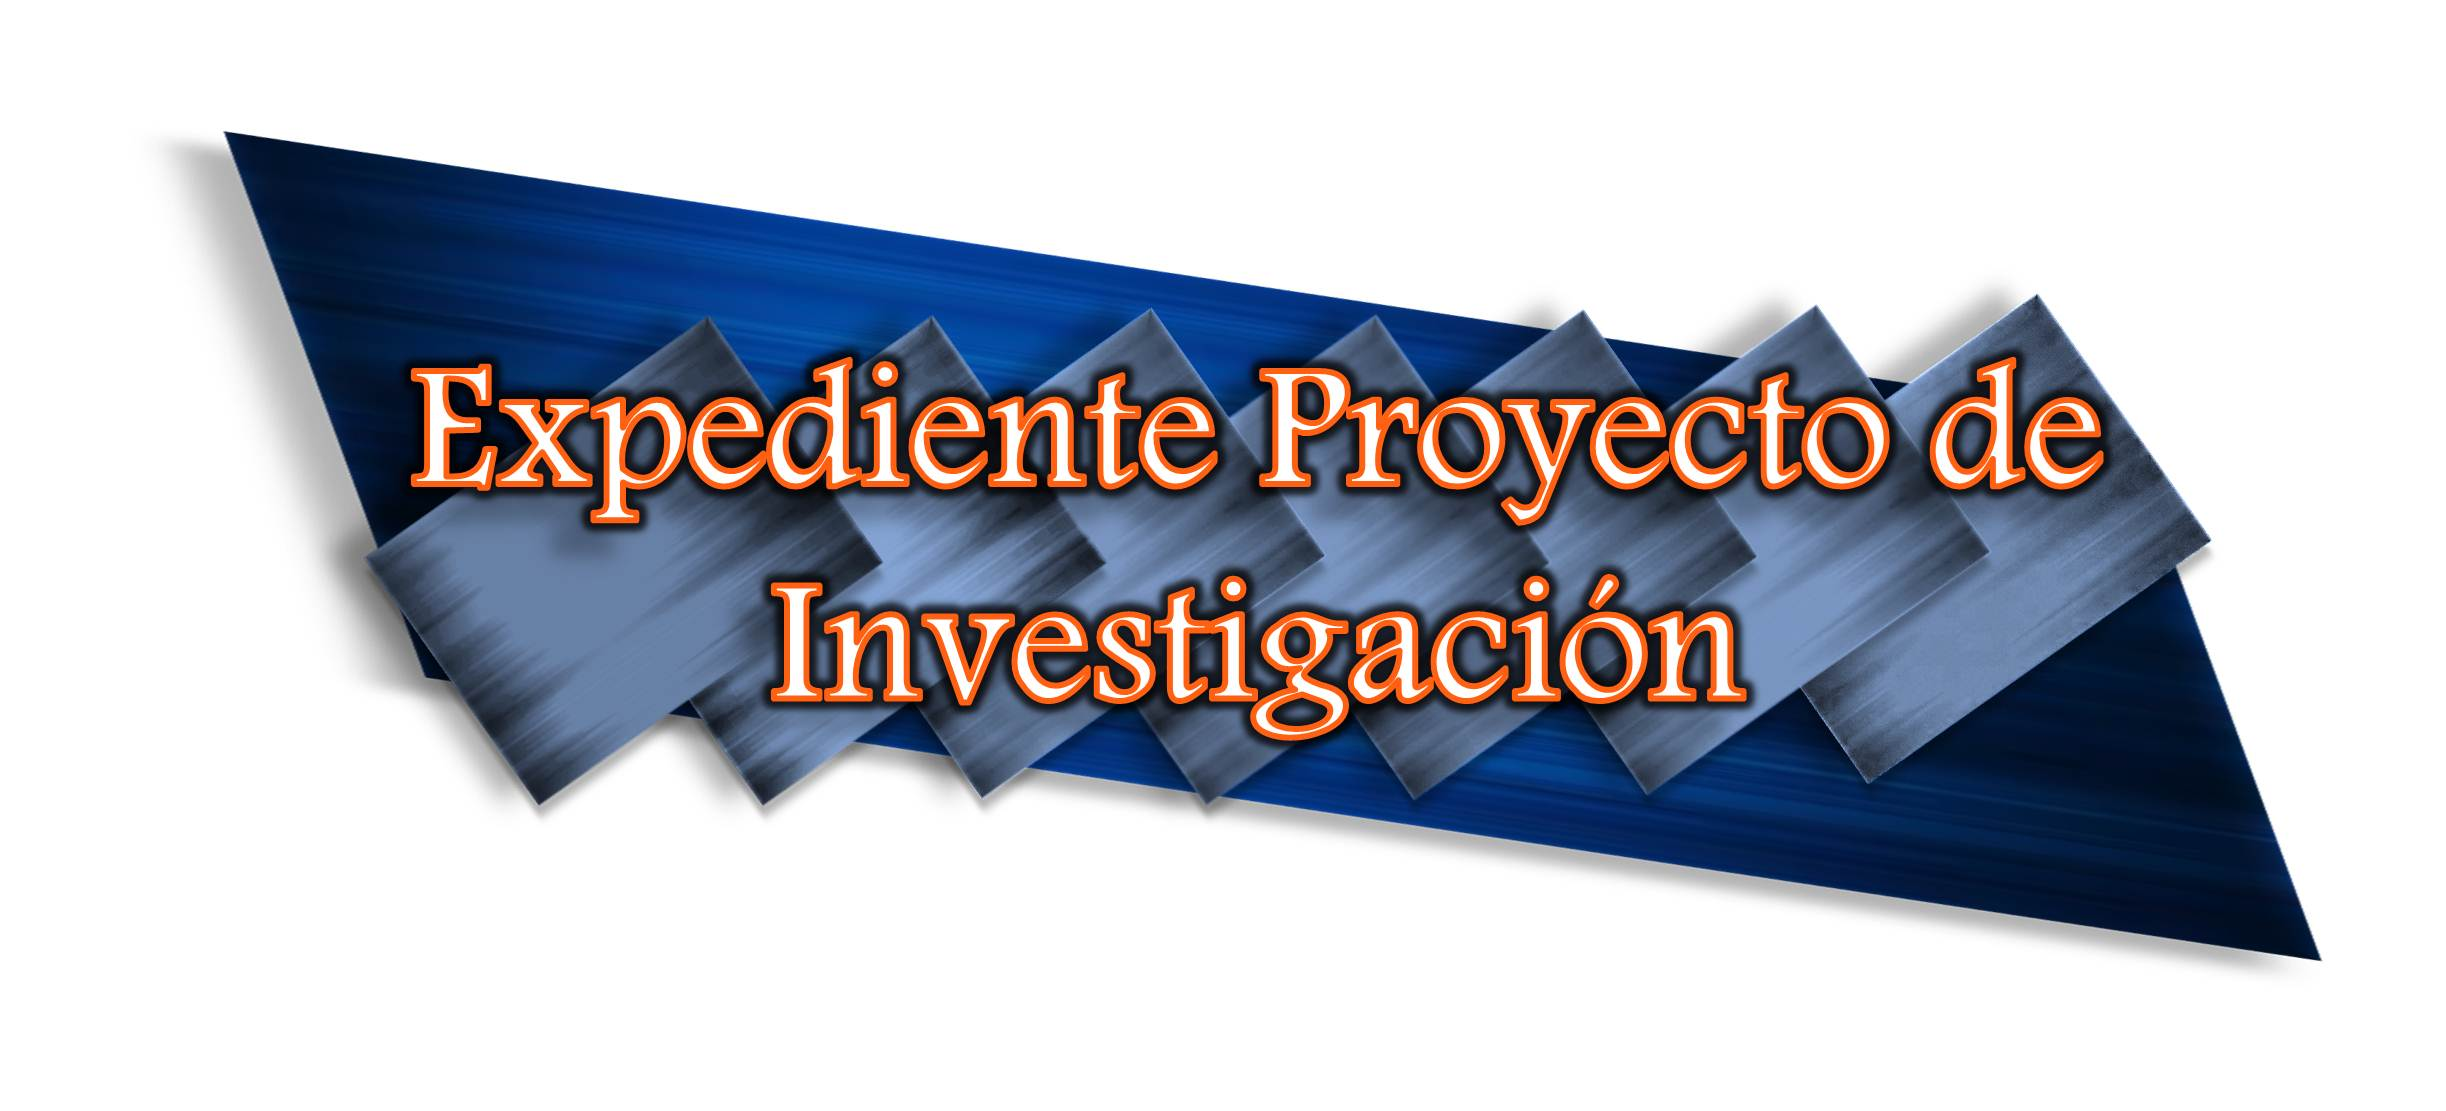 Expediente Proyecto de
Investigación